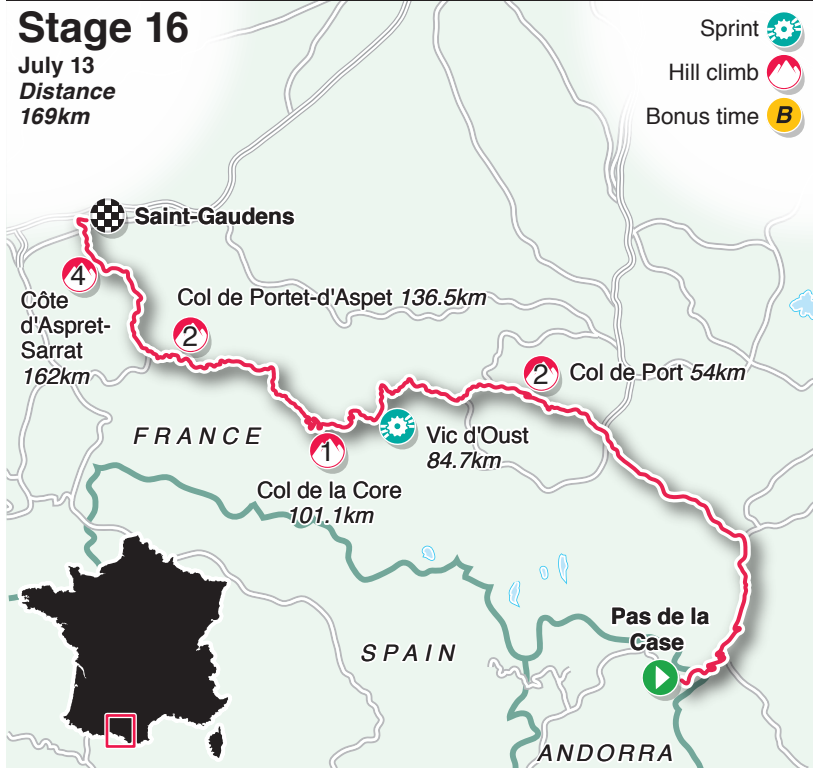 Stage 16
July 13
Distance
169km
Sprint
Hill climb
Bonus time B
Saint-Gaudens
4
Côte
d'Aspret-
Sarrat
162km
Col de Portet-d'Aspet 136.5km
2
2 Col de Port 54km
FRANCE
Vic d'Oust
84.7km
1
Col de la Core
101.1km
Pas de la
Case
SPAIN
ANDORRA